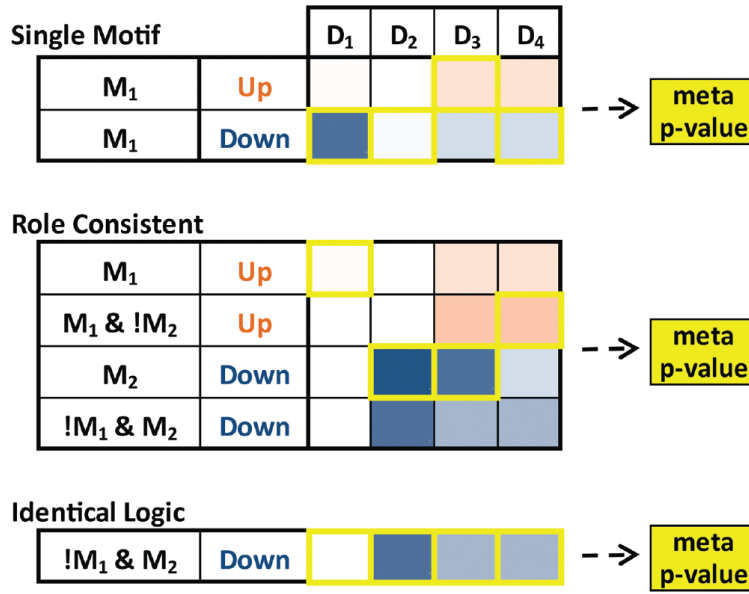 Single Motif
D₁ D₂ D₃ D₄
M₁ Up
M₁ Down
meta
p-value
Role Consistent
M₁ Up
M₁ & !M₂ Up
M₂ Down
!M₁ & M₂ Down
meta
p-value
Identical Logic
!M₁ & M₂ Down
meta
p-value